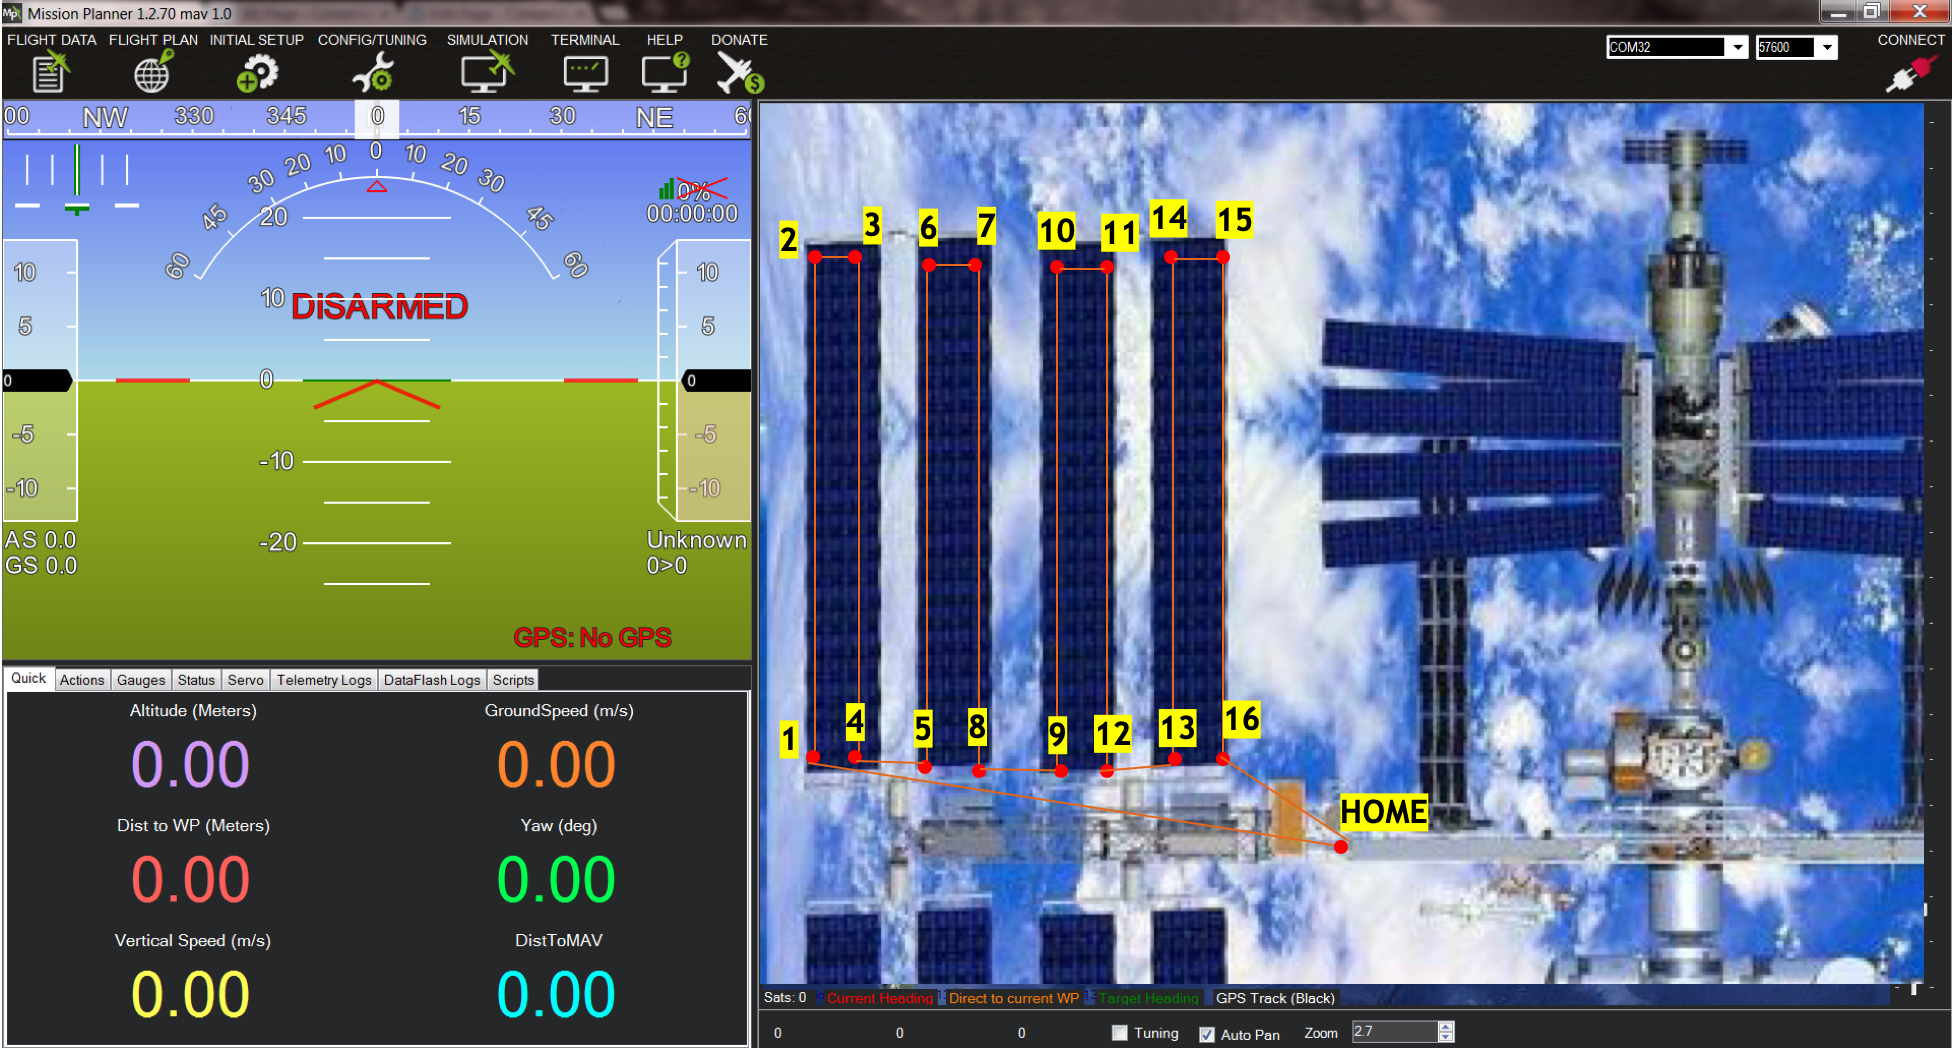 Mission Planner 1.2.70 mav 1.0
FLIGHT DATA FLIGHT PLAN INITIAL SETUP CONFIG/TUNING SIMULATION TERMINAL HELP DONATE
COM32 57600 CONNECT
00 NW 330 345 0 15 30 NE 60
60 45 30 20 10 0 10 20 30 45 60
0%
00:00:00
20
10 DISARMED
0
-10
-20
10
5
0
-5
-10
10
5
0
-5
-10
AS 0.0
GS 0.0
Unknown
0>0
GPS: No GPS
Quick Actions Gauges Status Servo Telemetry Logs DataFlash Logs Scripts
Altitude (Meters) GroundSpeed (m/s)
0.00 0.00
Dist to WP (Meters) Yaw (deg)
0.00 0.00
Vertical Speed (m/s) DistToMAV
0.00 0.00
2 3 6 7 10 11 14 15
1 4 5 8 9 12 13 16
HOME
Sats: 0 Current Heading Direct to current WP Target Heading GPS Track (Black)
0 0 0 Tuning Auto Pan Zoom 2.7